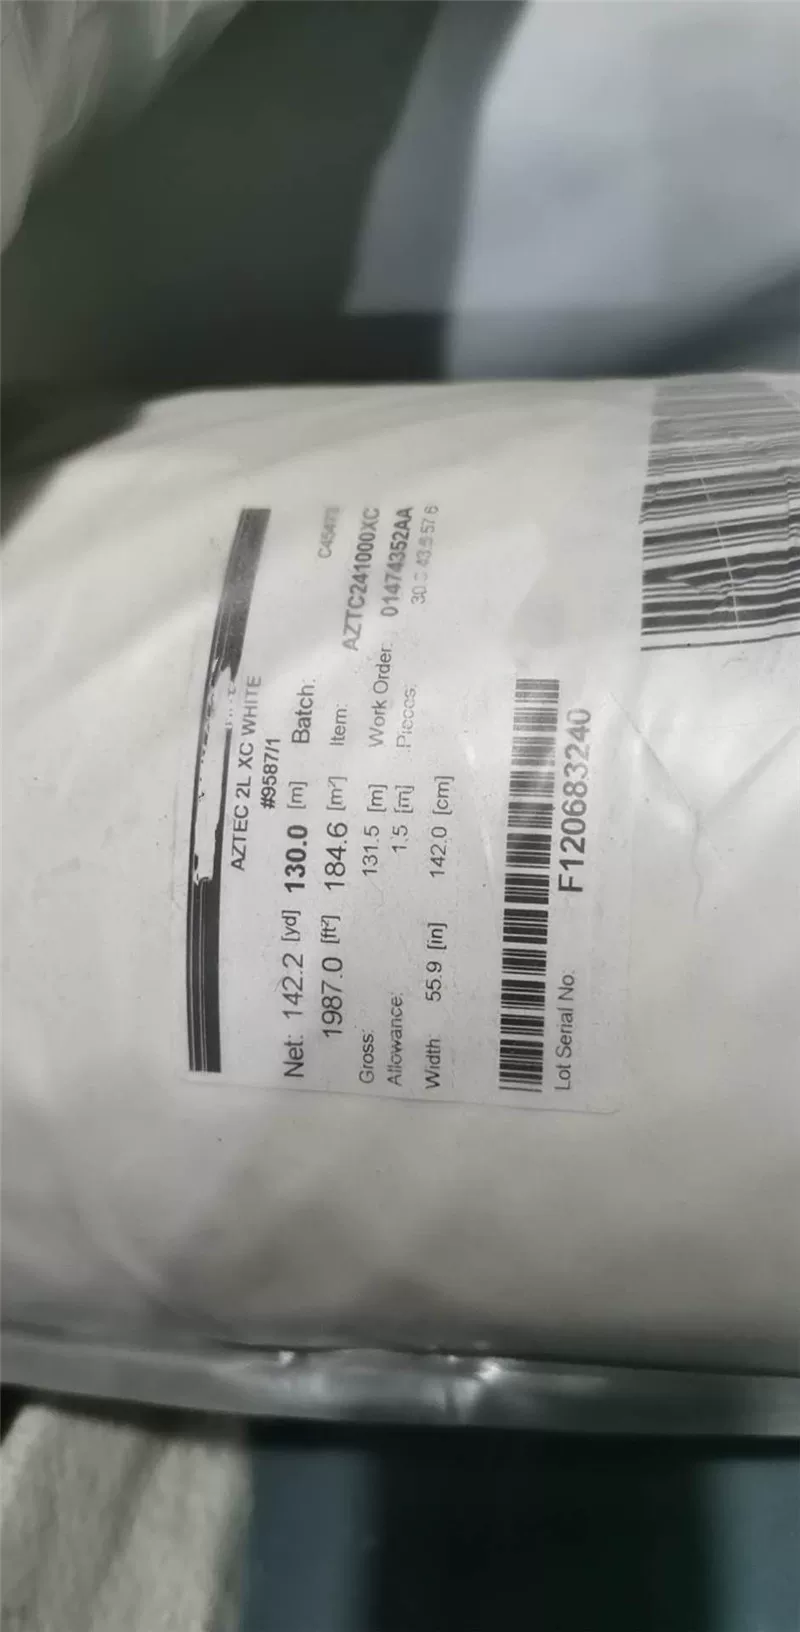 AZTEC 2L XC WHITE
#9587/1
Net: 142.2 [yd] 130.0 [m] Batch:
1987.0 [ft²] 184.6 [m²] Item: AZTC241000XC
Gross: 131.5 [m] Work Order: 01474352AA
Allowance: 1.5 [m] Pieces:
Width: 55.9 [in] 142.0 [cm]
Lot Serial No. F120683240